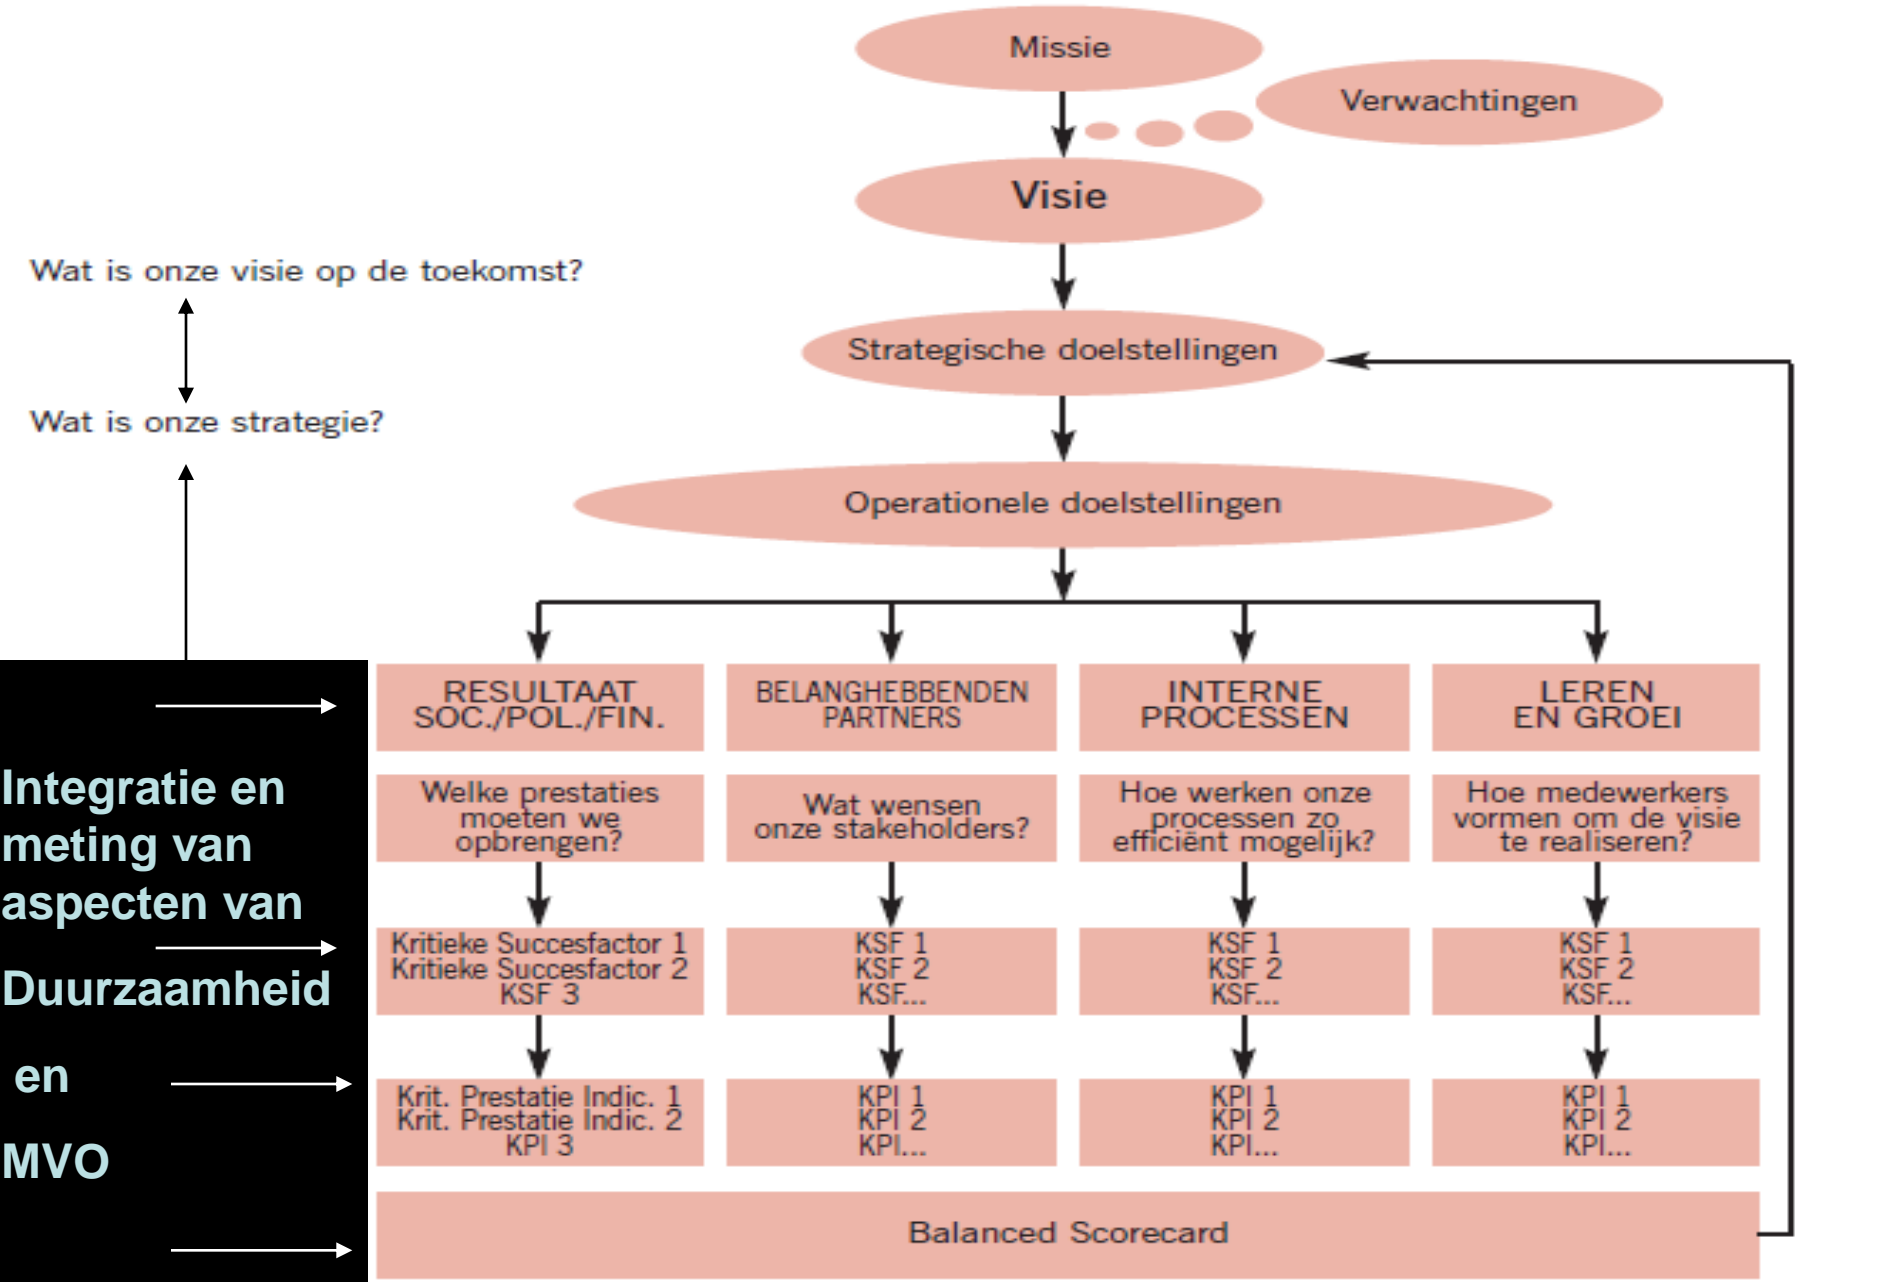 Missie
Verwachtingen
Visie
Wat is onze visie op de toekomst?
Strategische doelstellingen
Wat is onze strategie?
Operationele doelstellingen
RESULTAAT
SOC./POL./FIN.
BELANGHEBBENDEN
PARTNERS
INTERNE
PROCESSEN
LEREN
EN GROEI
Integratie en
meting van
aspecten van
Duurzaamheid
en
MVO
Welke prestaties
moeten we
opbrengen?
Wat wensen
onze stakeholders?
Hoe werken onze
processen zo
efficiënt mogelijk?
Hoe medewerkers
vormen om de visie
te realiseren?
Kritieke Succesfactor 1
Kritieke Succesfactor 2
KSF 3
KSF 1
KSF 2
KSF...
KSF 1
KSF 2
KSF...
KSF 1
KSF 2
KSF...
Krit. Prestatie Indic. 1
Krit. Prestatie Indic. 2
KPI 3
KPI 1
KPI 2
KPI...
KPI 1
KPI 2
KPI...
KPI 1
KPI 2
KPI...
Balanced Scorecard